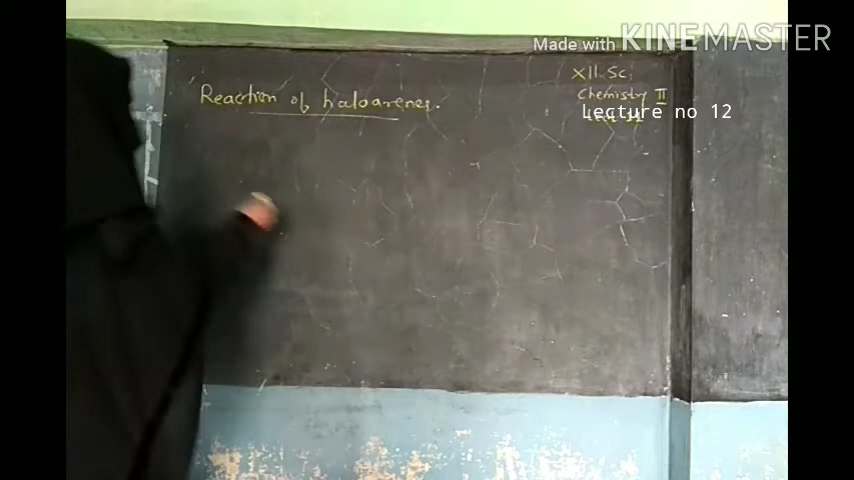 Made with KINEMASTER
XII Sc.
Reaction of haloarenes.
Chemistry II
Lecture no 12